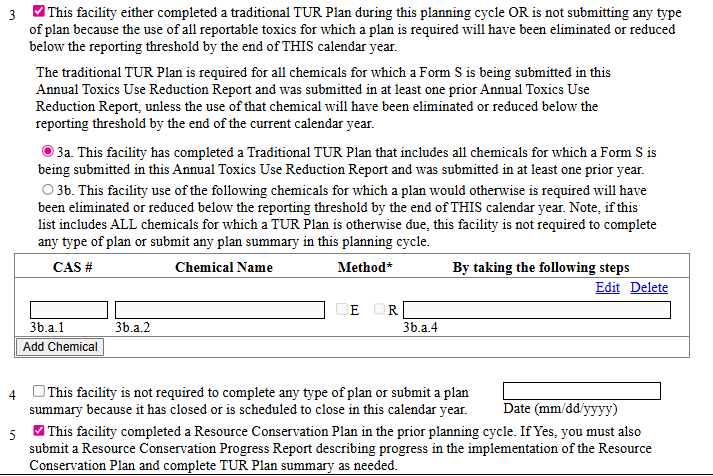 3 This facility either completed a traditional TUR Plan during this planning cycle OR is not submitting any type
of plan because the use of all reportable toxics for which a plan is required will have been eliminated or reduced
below the reporting threshold by the end of THIS calendar year.
The traditional TUR Plan is required for all chemicals for which a Form S is being submitted in this
Annual Toxics Use Reduction Report and was submitted in at least one prior Annual Toxics Use
Reduction Report, unless the use of that chemical will have been eliminated or reduced below the
reporting threshold by the end of the current calendar year.
3a. This facility has completed a Traditional TUR Plan that includes all chemicals for which a Form S is
being submitted in this Annual Toxics Use Reduction Report and was submitted in at least one prior year.
3b. This facility use of the following chemicals for which a plan would otherwise is required will have
been eliminated or reduced below the reporting threshold by the end of THIS calendar year. Note, if this
list includes ALL chemicals for which a TUR Plan is otherwise due, this facility is not required to complete
any type of plan or submit any plan summary in this planning cycle.
CAS # Chemical Name Method* By taking the following steps
Edit Delete
E R
3b.a.1 3b.a.2 3b.a.4
Add Chemical
4 This facility is not required to complete any type of plan or submit a plan
summary because it has closed or is scheduled to close in this calendar year. Date (mm/dd/yyyy)
5 This facility completed a Resource Conservation Plan in the prior planning cycle. If Yes, you must also
submit a Resource Conservation Progress Report describing progress in the implementation of the Resource
Conservation Plan and complete TUR Plan summary as needed.